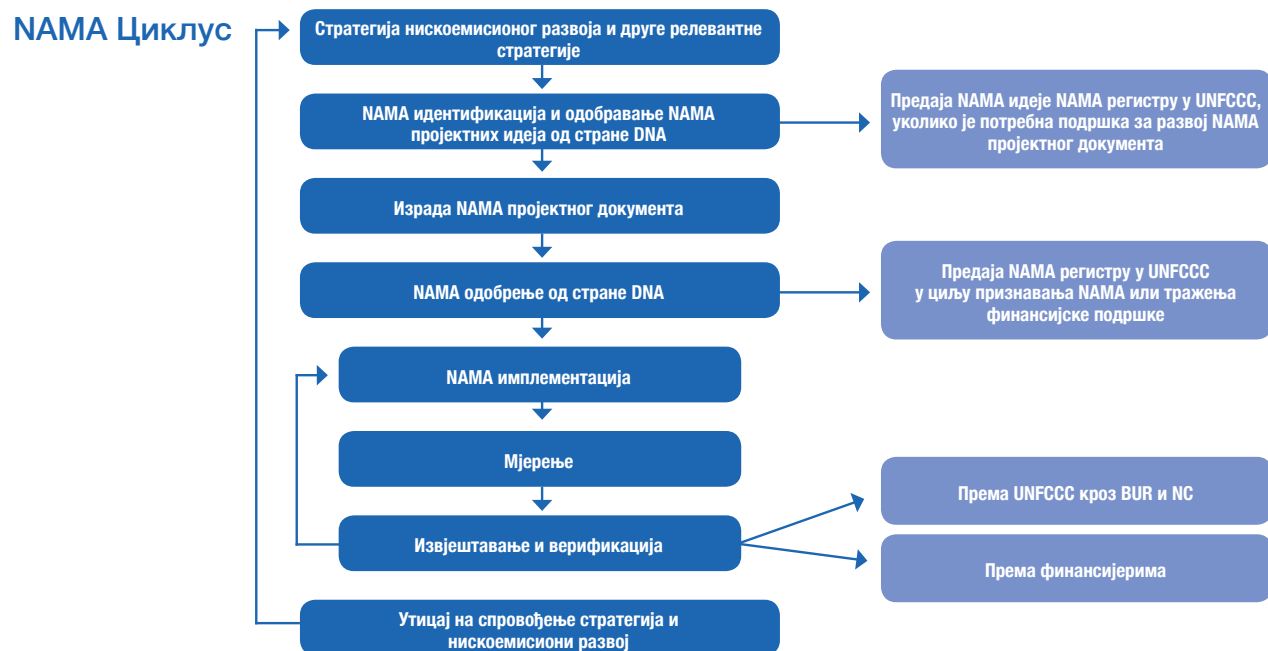 NAMA Циклус
Стратегија нискоемисионог развоја и друге релевантне
стратегије
NAMA идентификација и одобравање NAMA
пројектних идеја од стране DNA
Предаја NAMA идеје NAMA регистру у UNFCCC,
уколико је потребна подршка за развој NAMA
пројектног документа
Израда NAMA пројектног документа
NAMA одобрење од стране DNA
Предаја NAMA регистру у UNFCCC
у циљу признавања NAMA или тражења
финансијске подршке
NAMA имплементација
Мјерење
Извјештавање и верификација
Према UNFCCC кроз BUR и NC
Према финансијерима
Утицај на спровођење стратегија и
нискоемисиони развој